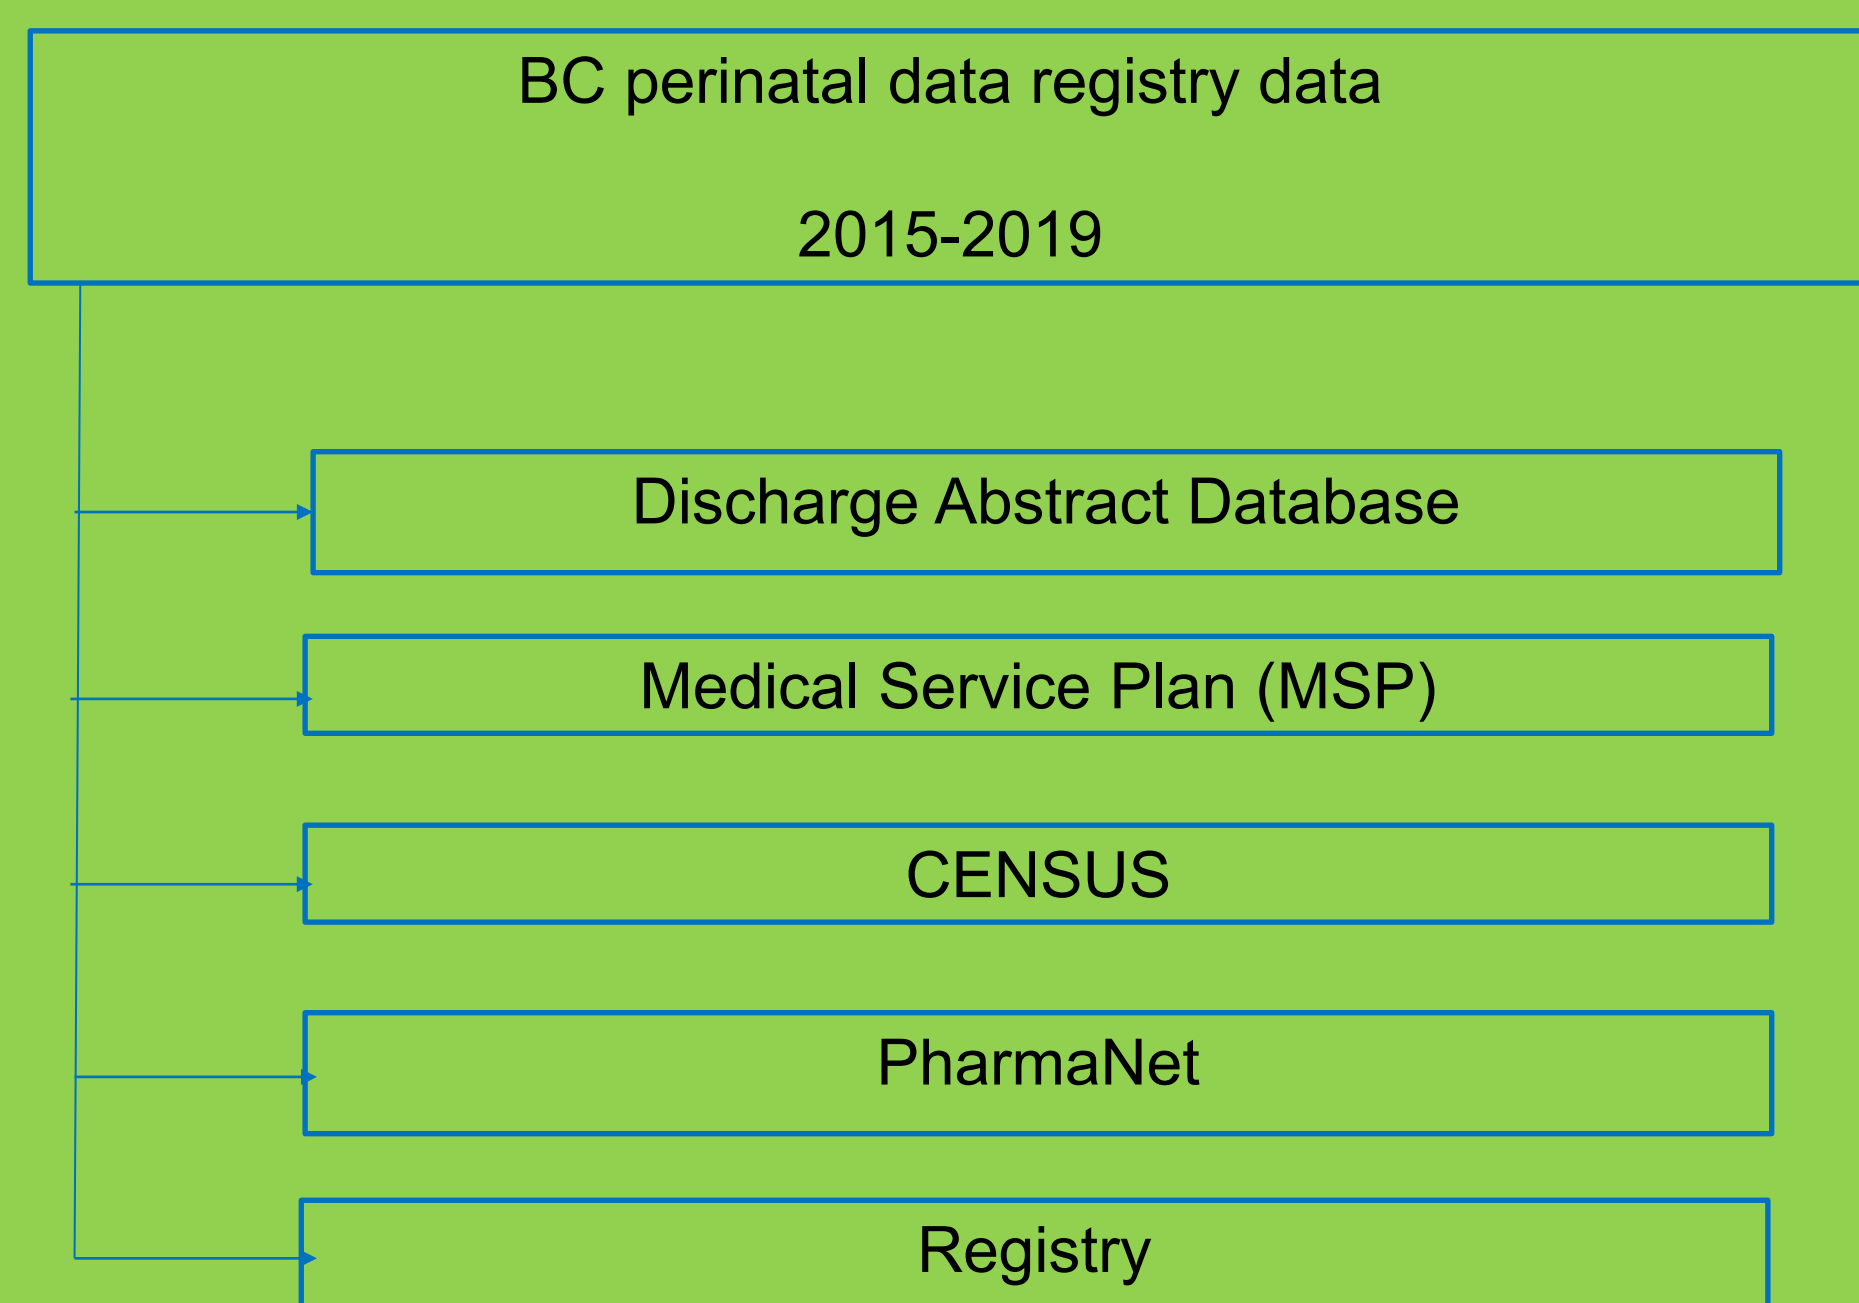 BC perinatal data registry data
2015-2019
Discharge Abstract Database
Medical Service Plan (MSP)
CENSUS
PharmaNet
Registry